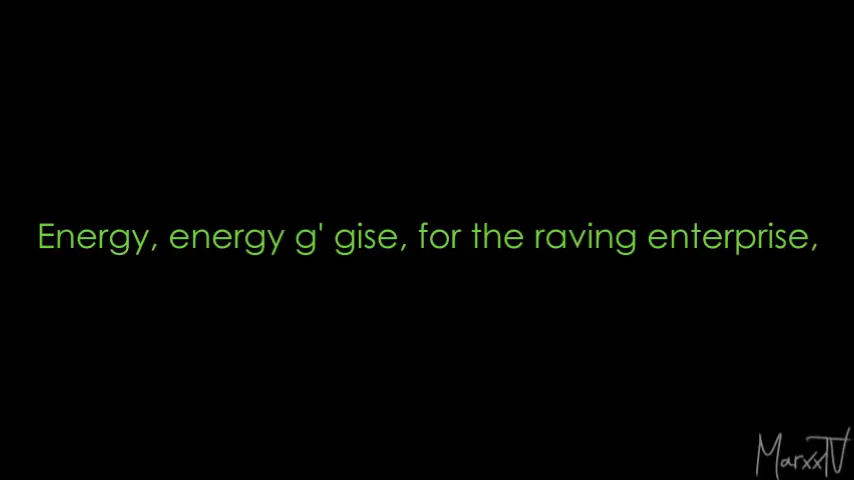 Energy, energy g' gise, for the raving enterprise,
MarxxTV